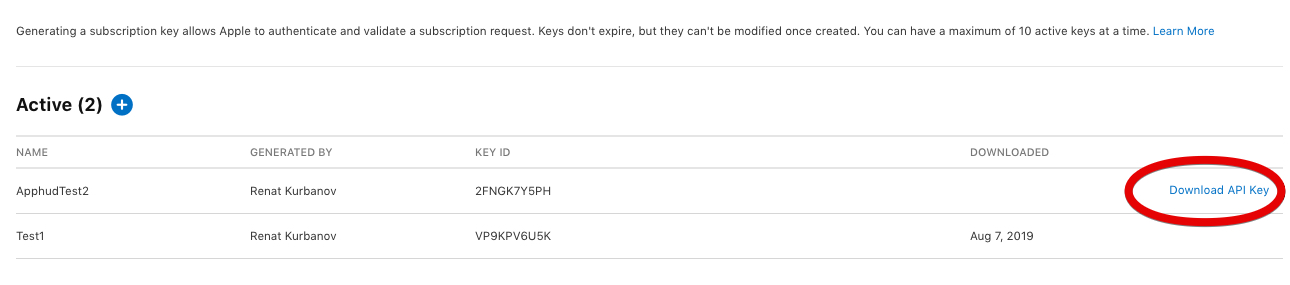 Generating a subscription key allows Apple to authenticate and validate a subscription request. Keys don't expire, but they can't be modified once created. You can have a maximum of 10 active keys at a time. Learn More
Active (2)
NAME GENERATED BY KEY ID DOWNLOADED
ApphudTest2 Renat Kurbanov 2FNGK7Y5PH Download API Key
Test1 Renat Kurbanov VP9KPV6U5K Aug 7, 2019